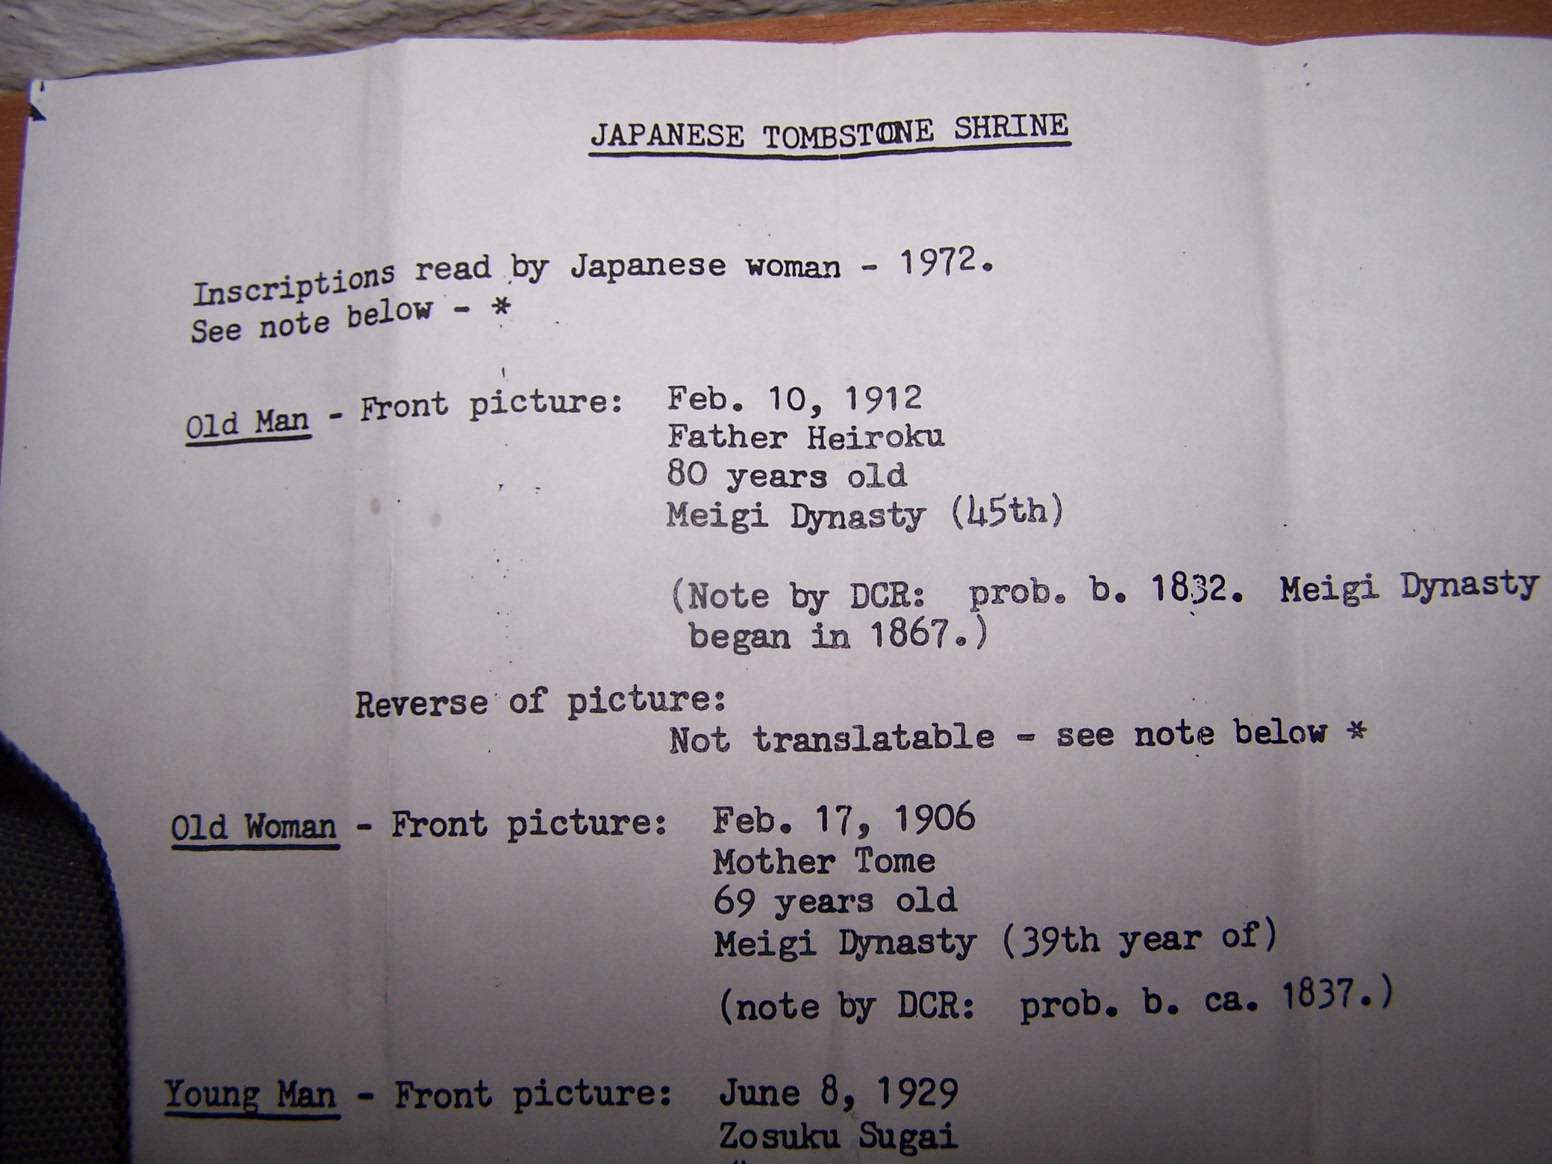 JAPANESE TOMBSTONE SHRINE
Inscriptions read by Japanese woman - 1972.
See note below - *
Old Man - Front picture: Feb. 10, 1912
Father Heiroku
80 years old
Meigi Dynasty (45th)
(Note by DCR: prob. b. 1832. Meigi Dynasty
began in 1867.)
Reverse of picture:
Not translatable - see note below *
Old Woman - Front picture: Feb. 17, 1906
Mother Tome
69 years old
Meigi Dynasty (39th year of)
(note by DCR: prob. b. ca. 1837.)
Young Man - Front picture: June 8, 1929
Zosuku Sugai